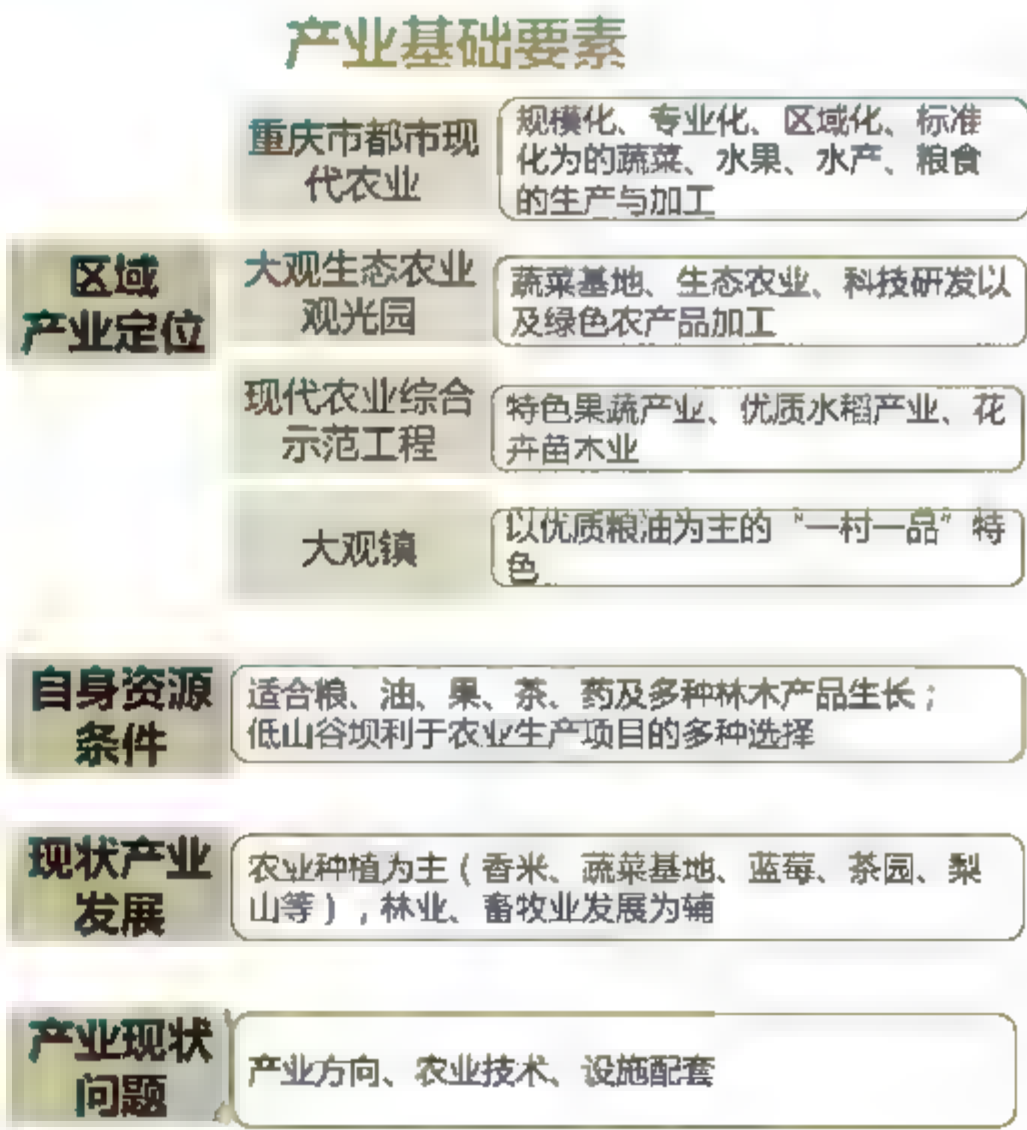 产业基础要素
重庆市都市现
代农业
规模化、专业化、区域化、标准
化为的蔬菜、水果、水产、粮食
的生产与加工
区域
产业定位
大观生态农业
观光园
蔬菜基地、生态农业、科技研发以
及绿色农产品加工
现代农业综合
示范工程
特色果蔬产业、优质水稻产业、花
卉苗木业
大观镇
以优质粮油为主的“一村一品”特
色
自身资源
条件
适合粮、油、果、茶、药及多种林木产品生长；
低山谷坝利于农业生产项目的多种选择
现状产业
发展
农业种植为主（香米、蔬菜基地、蓝莓、茶园、梨
山等），林业、畜牧业发展为辅
产业现状
问题
产业方向、农业技术、设施配套